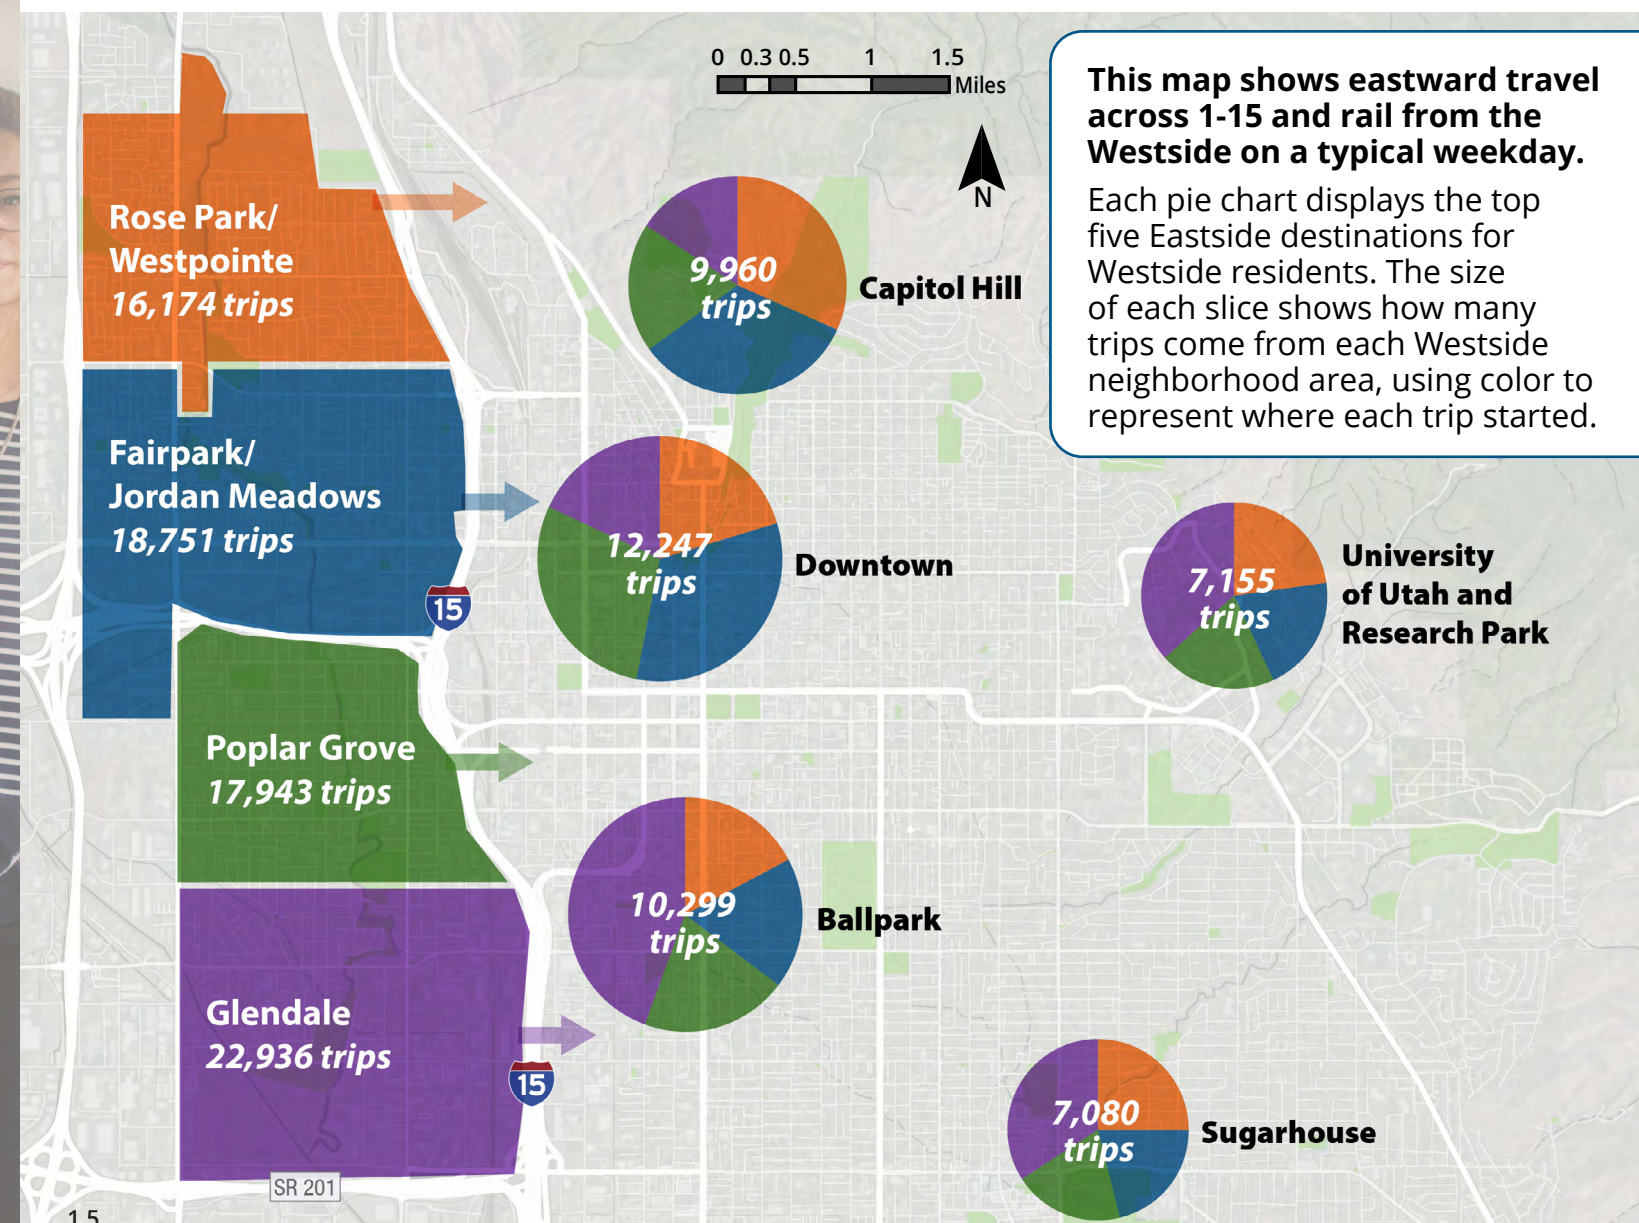 0 0.3 0.5 1 1.5
Miles
N
This map shows eastward travel
across 1-15 and rail from the
Westside on a typical weekday.
Each pie chart displays the top
five Eastside destinations for
Westside residents. The size
of each slice shows how many
trips come from each Westside
neighborhood area, using color to
represent where each trip started.
Rose Park/
Westpointe
16,174 trips
9,960
trips
Capitol Hill
Fairpark/
Jordan Meadows
18,751 trips
15
12,247
trips
Downtown
7,155
trips
University
of Utah and
Research Park
Poplar Grove
17,943 trips
10,299
trips
Ballpark
Glendale
22,936 trips
15
7,080
trips
Sugarhouse
SR 201
1.5